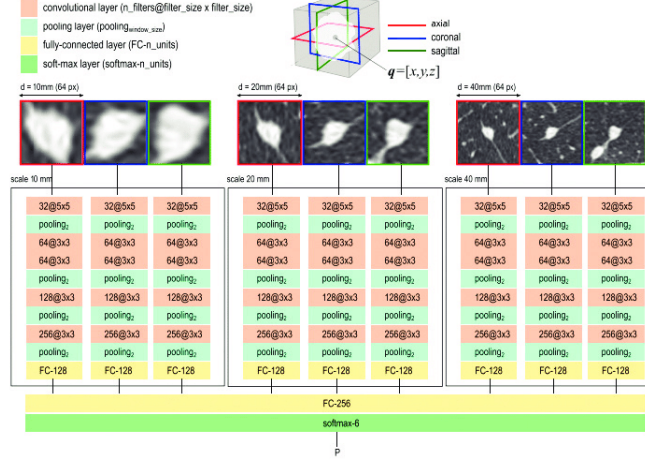 convolutional layer (n_filters@filter_size x filter_size)
pooling layer (pooling window_size)
fully-connected layer (FC-n_units)
soft-max layer (softmax-n_units)
axial
coronal
sagittal
q=[x,y,z]
d = 10mm (64 px)
d = 20mm (64 px)
d = 40mm (64 px)
scale 10 mm
scale 20 mm
scale 40 mm
32@5x5 32@5x5 32@5x5 32@5x5 32@5x5 32@5x5 32@5x5 32@5x5 32@5x5
pooling₂ pooling₂ pooling₂ pooling₂ pooling₂ pooling₂ pooling₂ pooling₂ pooling₂
64@3x3 64@3x3 64@3x3 64@3x3 64@3x3 64@3x3 64@3x3 64@3x3 64@3x3
64@3x3 64@3x3 64@3x3 64@3x3 64@3x3 64@3x3 64@3x3 64@3x3 64@3x3
pooling₂ pooling₂ pooling₂ pooling₂ pooling₂ pooling₂ pooling₂ pooling₂ pooling₂
128@3x3 128@3x3 128@3x3 128@3x3 128@3x3 128@3x3 128@3x3 128@3x3 128@3x3
pooling₂ pooling₂ pooling₂ pooling₂ pooling₂ pooling₂ pooling₂ pooling₂ pooling₂
256@3x3 256@3x3 256@3x3 256@3x3 256@3x3 256@3x3 256@3x3 256@3x3 256@3x3
pooling₂ pooling₂ pooling₂ pooling₂ pooling₂ pooling₂ pooling₂ pooling₂ pooling₂
FC-128 FC-128 FC-128 FC-128 FC-128 FC-128 FC-128 FC-128 FC-128
FC-256
softmax-6
P